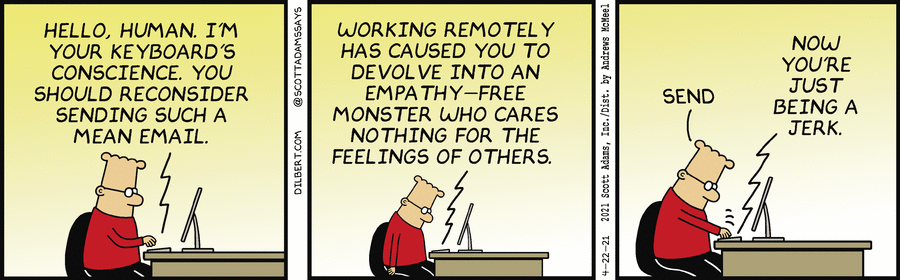 HELLO, HUMAN. I'M
YOUR KEYBOARD'S
CONSCIENCE. YOU
SHOULD RECONSIDER
SENDING SUCH A
MEAN EMAIL.
DILBERT.COM @SCOTTADAMSSAYS
WORKING REMOTELY
HAS CAUSED YOU TO
DEVOLVE INTO AN
EMPATHY-FREE
MONSTER WHO CARES
NOTHING FOR THE
FEELINGS OF OTHERS.
4-22-21 2021 Scott Adams, Inc./Dist. by Andrews McMeel
SEND
NOW
YOU'RE
JUST
BEING A
JERK.